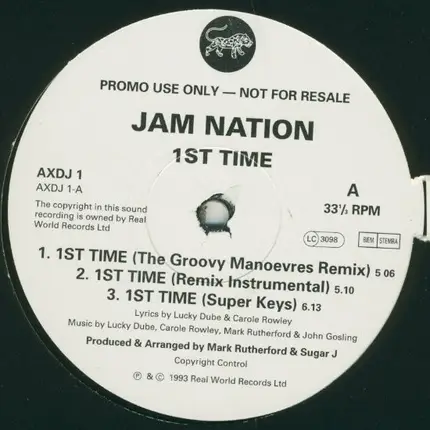 PROMO USE ONLY — NOT FOR RESALE
JAM NATION
1ST TIME
AXDJ 1
AXDJ 1-A
A
33⅓ RPM
The copyright in this sound
recording is owned by Real
World Records Ltd
LC 3098
BIEM STEMRA
1. 1ST TIME (The Groovy Manoevres Remix) 5 06
2. 1ST TIME (Remix Instrumental) 5.10
3. 1ST TIME (Super Keys) 6.13
Lyrics by Lucky Dube & Carole Rowley
Music by Lucky Dube, Carole Rowley, Mark Rutherford & John Gosling
Produced & Arranged by Mark Rutherford & Sugar J
Copyright Control
℗ & © 1993 Real World Records Ltd